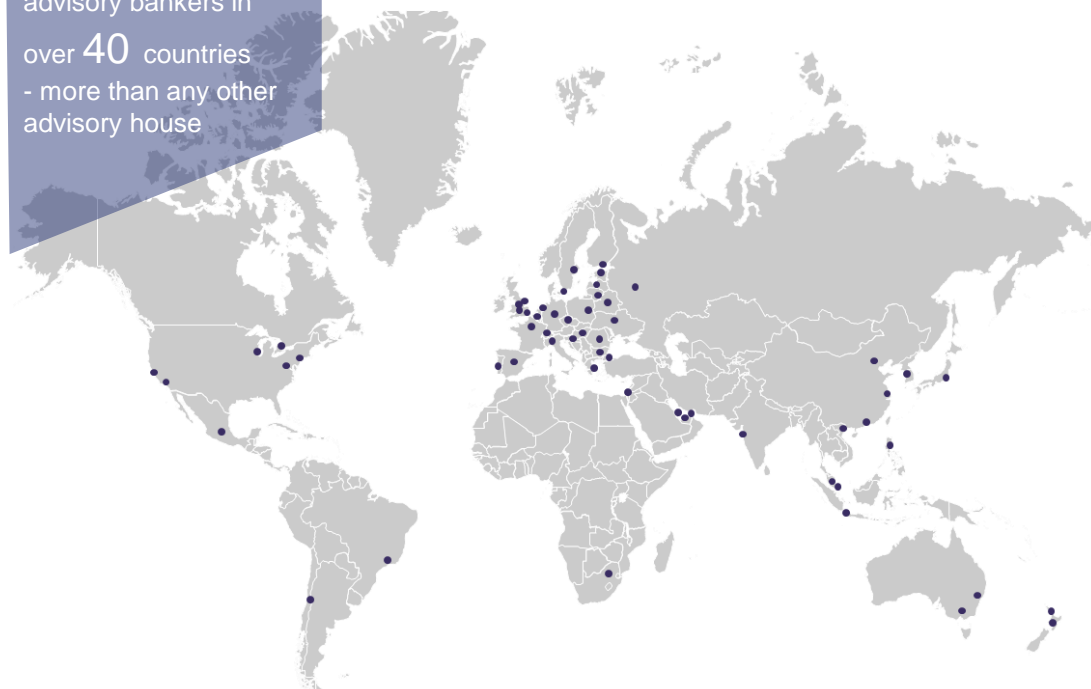 advisory bankers in
over 40 countries
- more than any other
advisory house